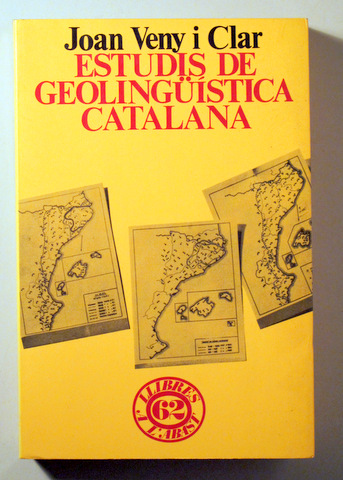 Joan Veny i Clar
ESTUDIS DE
GEOLINGÜÍSTICA
CATALANA
LLIBRES
62
A L'ABAST